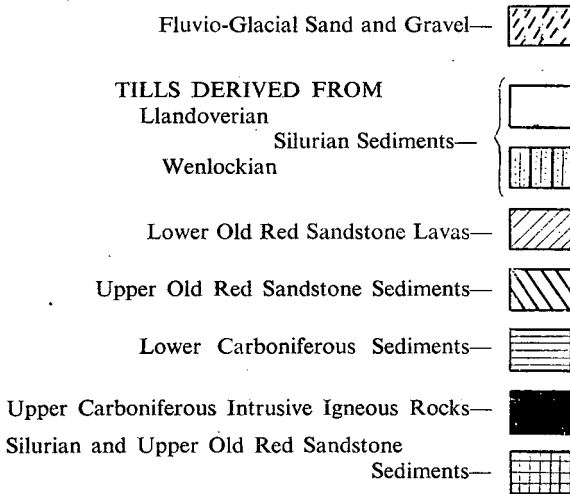 Fluvio-Glacial Sand and Gravel—
TILLS DERIVED FROM
Llandoverian
Silurian Sediments—
Wenlockian
Lower Old Red Sandstone Lavas—
Upper Old Red Sandstone Sediments—
Lower Carboniferous Sediments—
Upper Carboniferous Intrusive Igneous Rocks—
Silurian and Upper Old Red Sandstone
Sediments—